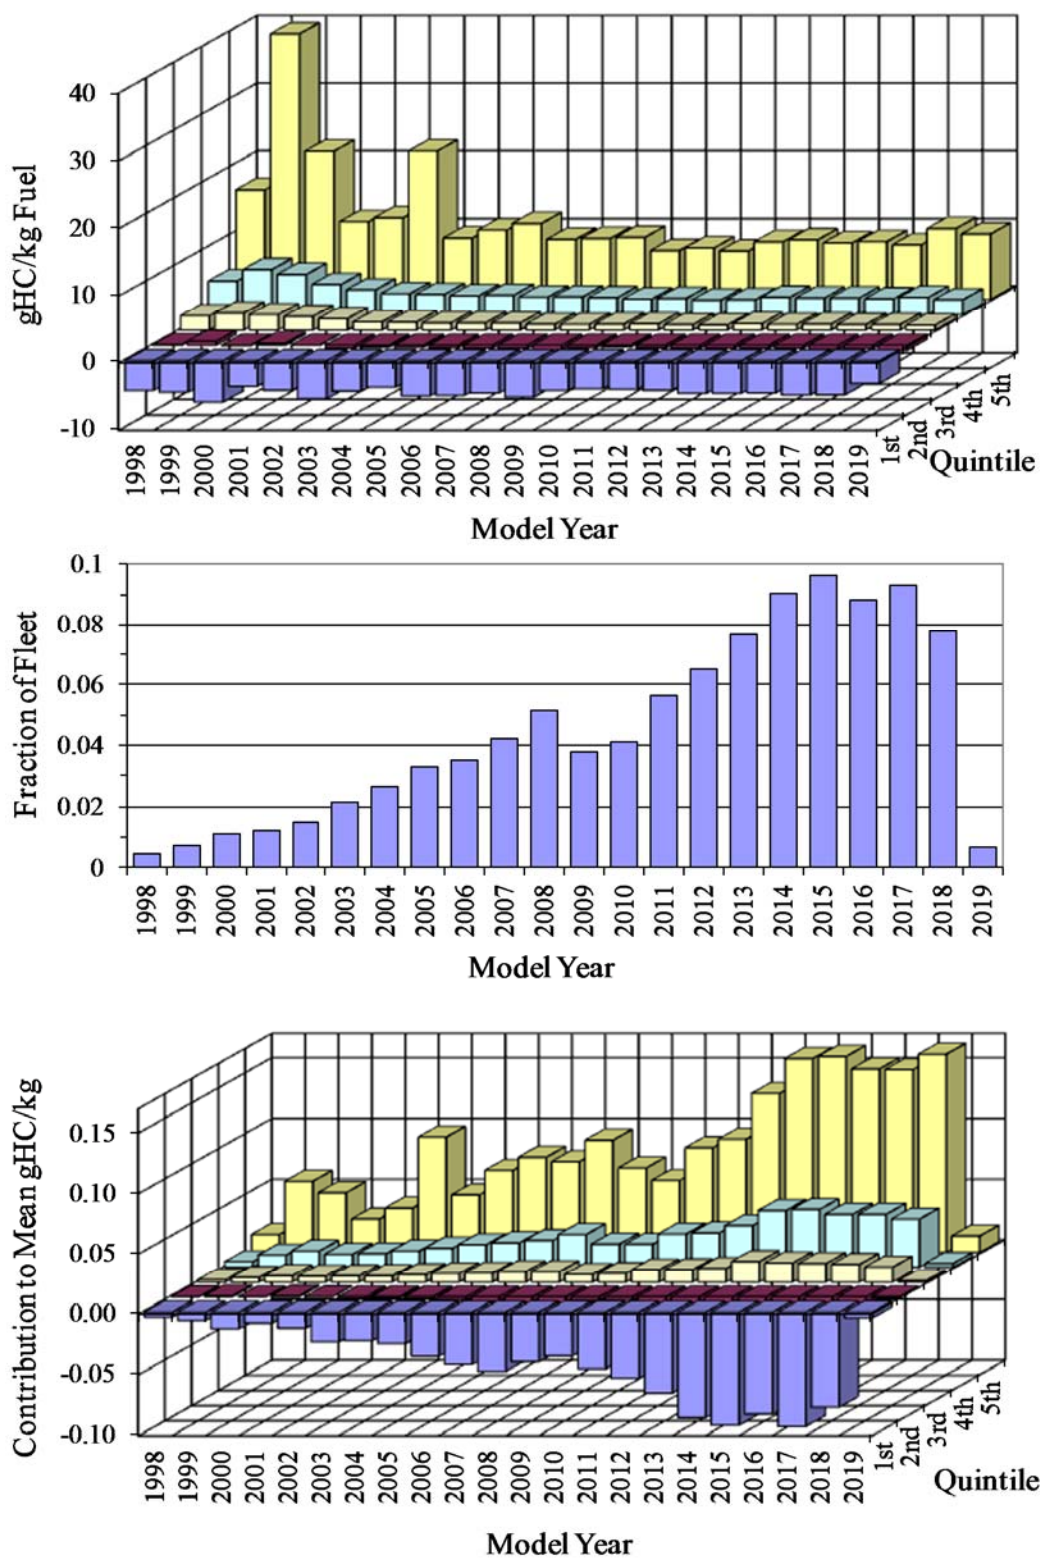 gHC/kg Fuel
40
30
20
10
0
-10
1998 1999 2000 2001 2002 2003 2004 2005 2006 2007 2008 2009 2010 2011 2012 2013 2014 2015 2016 2017 2018 2019
1st 2nd 3rd 4th 5th
Quintile
Model Year
Fraction of Fleet
0.1
0.08
0.06
0.04
0.02
0
1998 1999 2000 2001 2002 2003 2004 2005 2006 2007 2008 2009 2010 2011 2012 2013 2014 2015 2016 2017 2018 2019
Model Year
Contribution to Mean gHC/kg
0.15
0.10
0.05
0.00
-0.05
-0.10
1998 1999 2000 2001 2002 2003 2004 2005 2006 2007 2008 2009 2010 2011 2012 2013 2014 2015 2016 2017 2018 2019
1st 2nd 3rd 4th 5th
Quintile
Model Year